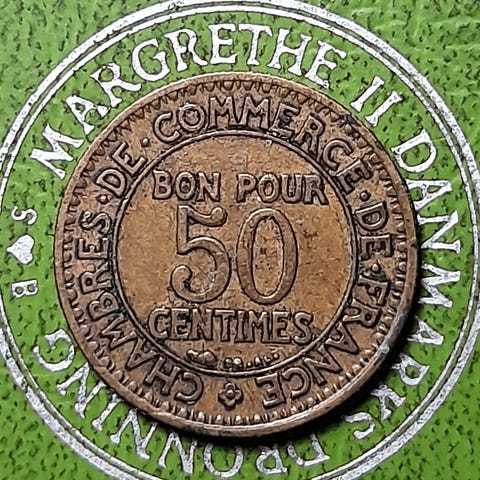 MARGRETHE II DANMARKS DRONNING
S ♥ B
CHAMBRES·DE·COMMERCE·DE·FRANCE
BON POUR
50
CENTIMES